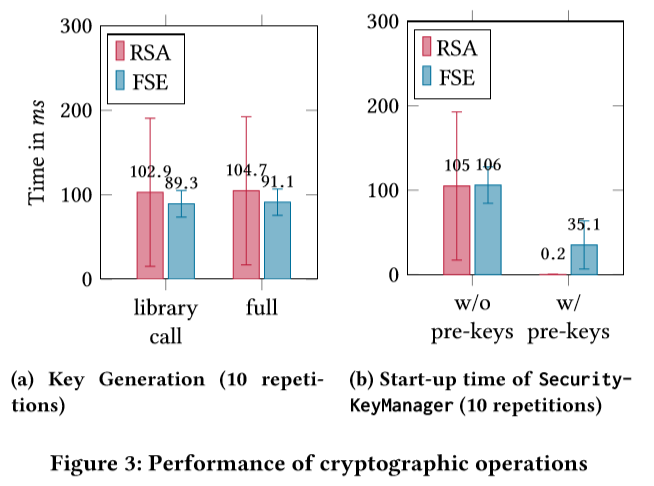 300
200
100
0
Time in ms
RSA
FSE
102.9
89.3
104.7
91.1
library
call
full
(a) Key Generation (10 repeti-
tions)
300
200
100
0
RSA
FSE
105
106
0.2
35.1
w/o
pre-keys
w/
pre-keys
(b) Start-up time of Security-
KeyManager (10 repetitions)
Figure 3: Performance of cryptographic operations